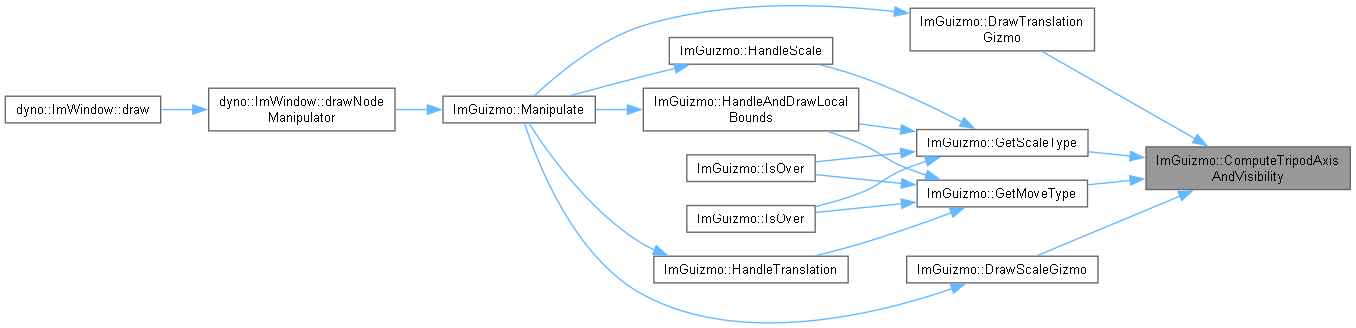 ImGuizmo::DrawTranslation
Gizmo
ImGuizmo::HandleScale
dyno::ImWindow::draw
dyno::ImWindow::drawNode
Manipulator
ImGuizmo::Manipulate
ImGuizmo::HandleAndDrawLocal
Bounds
ImGuizmo::GetScaleType
ImGuizmo::ComputeTripodAxis
AndVisibility
ImGuizmo::IsOver
ImGuizmo::GetMoveType
ImGuizmo::IsOver
ImGuizmo::HandleTranslation
ImGuizmo::DrawScaleGizmo